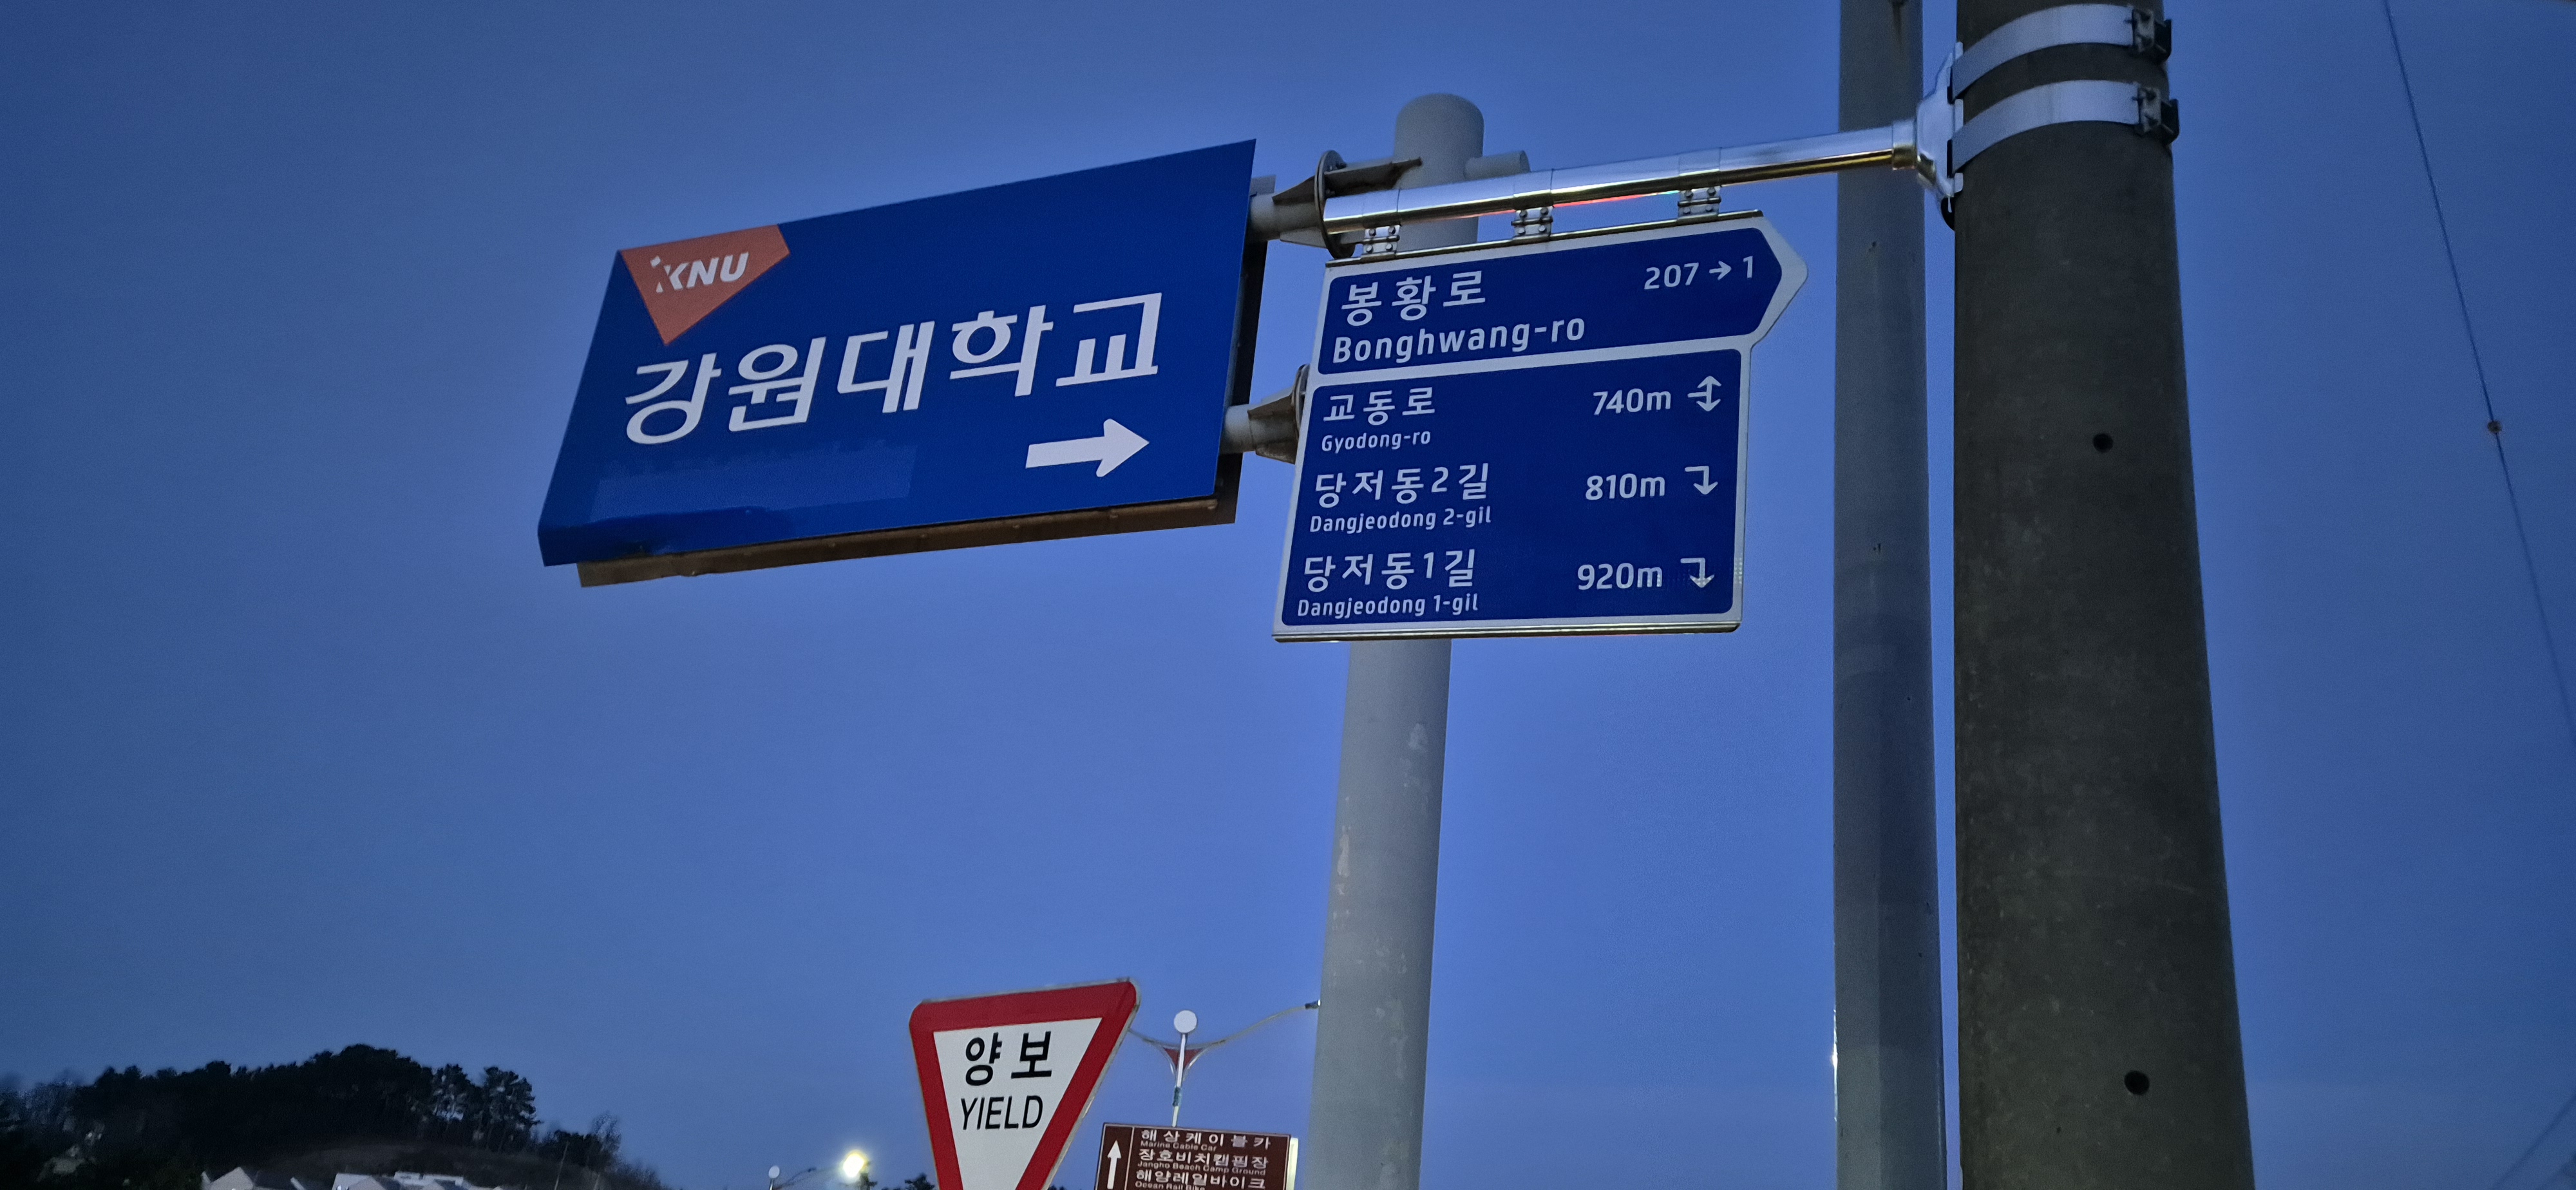 KNU
강원대학교
봉황로 207→1
Bonghwang-ro
교동로 740m
Gyodong-ro
당저동2길 810m
Dangjeodong 2-gil
당저동1길 920m
Dangjeodong 1-gil
양보
YIELD
해상케이블카
Marine Cable Car
장호비치캠핑장
Jangho Beach Camp Ground
해양레일바이크
Ocean Rail Bike